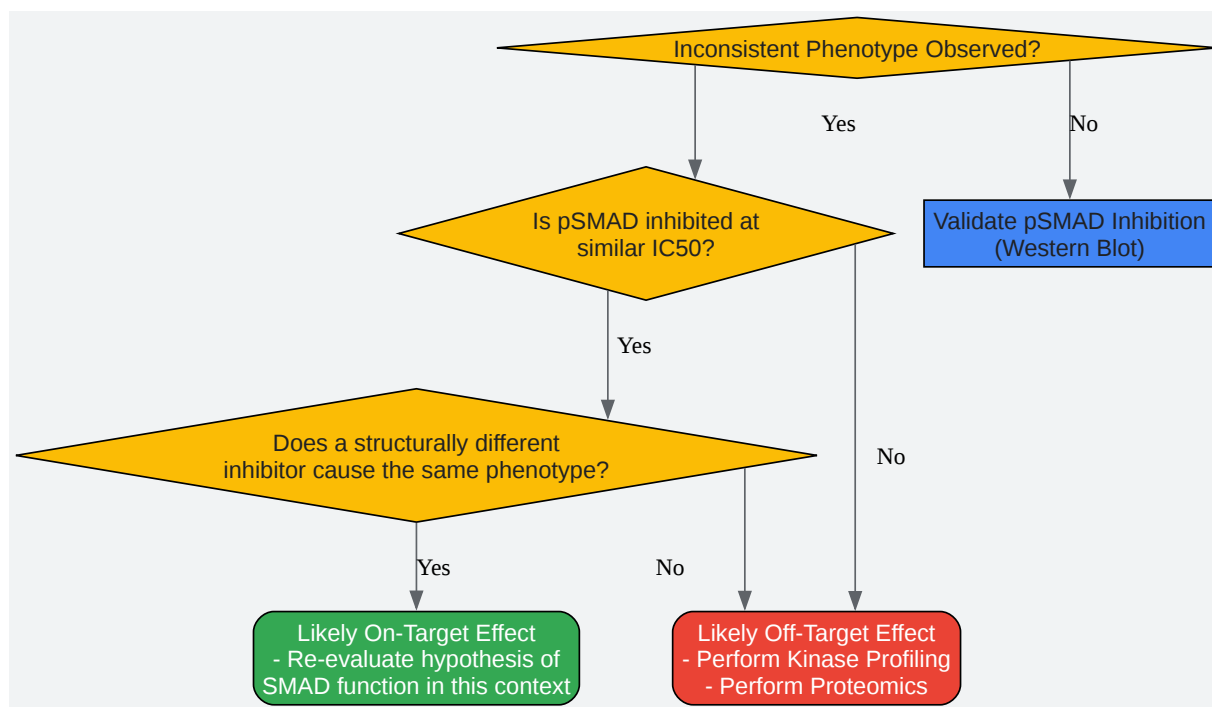 Inconsistent Phenotype Observed?
Yes
No
Is pSMAD inhibited at
similar IC50?
Validate pSMAD Inhibition
(Western Blot)
Yes
No
Does a structurally different
inhibitor cause the same phenotype?
Yes
No
Likely On-Target Effect
- Re-evaluate hypothesis of
SMAD function in this context
Likely Off-Target Effect
- Perform Kinase Profiling
- Perform Proteomics